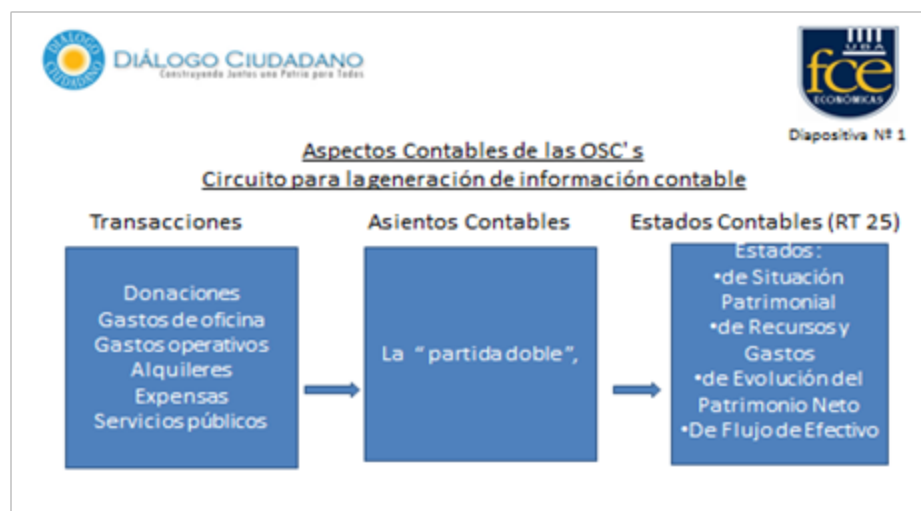 DIÁLOGO CIUDADANO
Construyendo Juntos una Patria para Todos
DIÁLOGO
CIUDADANO
UBA
fce
ECONÓMICAS
Diapositiva Nº 1
Aspectos Contables de las OSC' s
Circuito para lageneración de información contable
Transacciones
Donaciones
Gastos de oficina
Gastos operativos
Alquileres
Expensas
Servicios públicos
Asientos Contables
La “ partida doble”,
Estados Contables (RT 25)
Estados :
•de Situación
Patrimonial
•de Recursos y
Gastos
•de Evolución del
Patrimonio Neto
•De Flujo de Efectivo